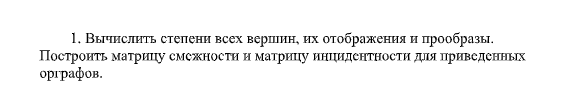 1. Вычислить степени всех вершин, их отображения и прообразы.
Построить матрицу смежности и матрицу инцидентности для приведенных
орграфов.